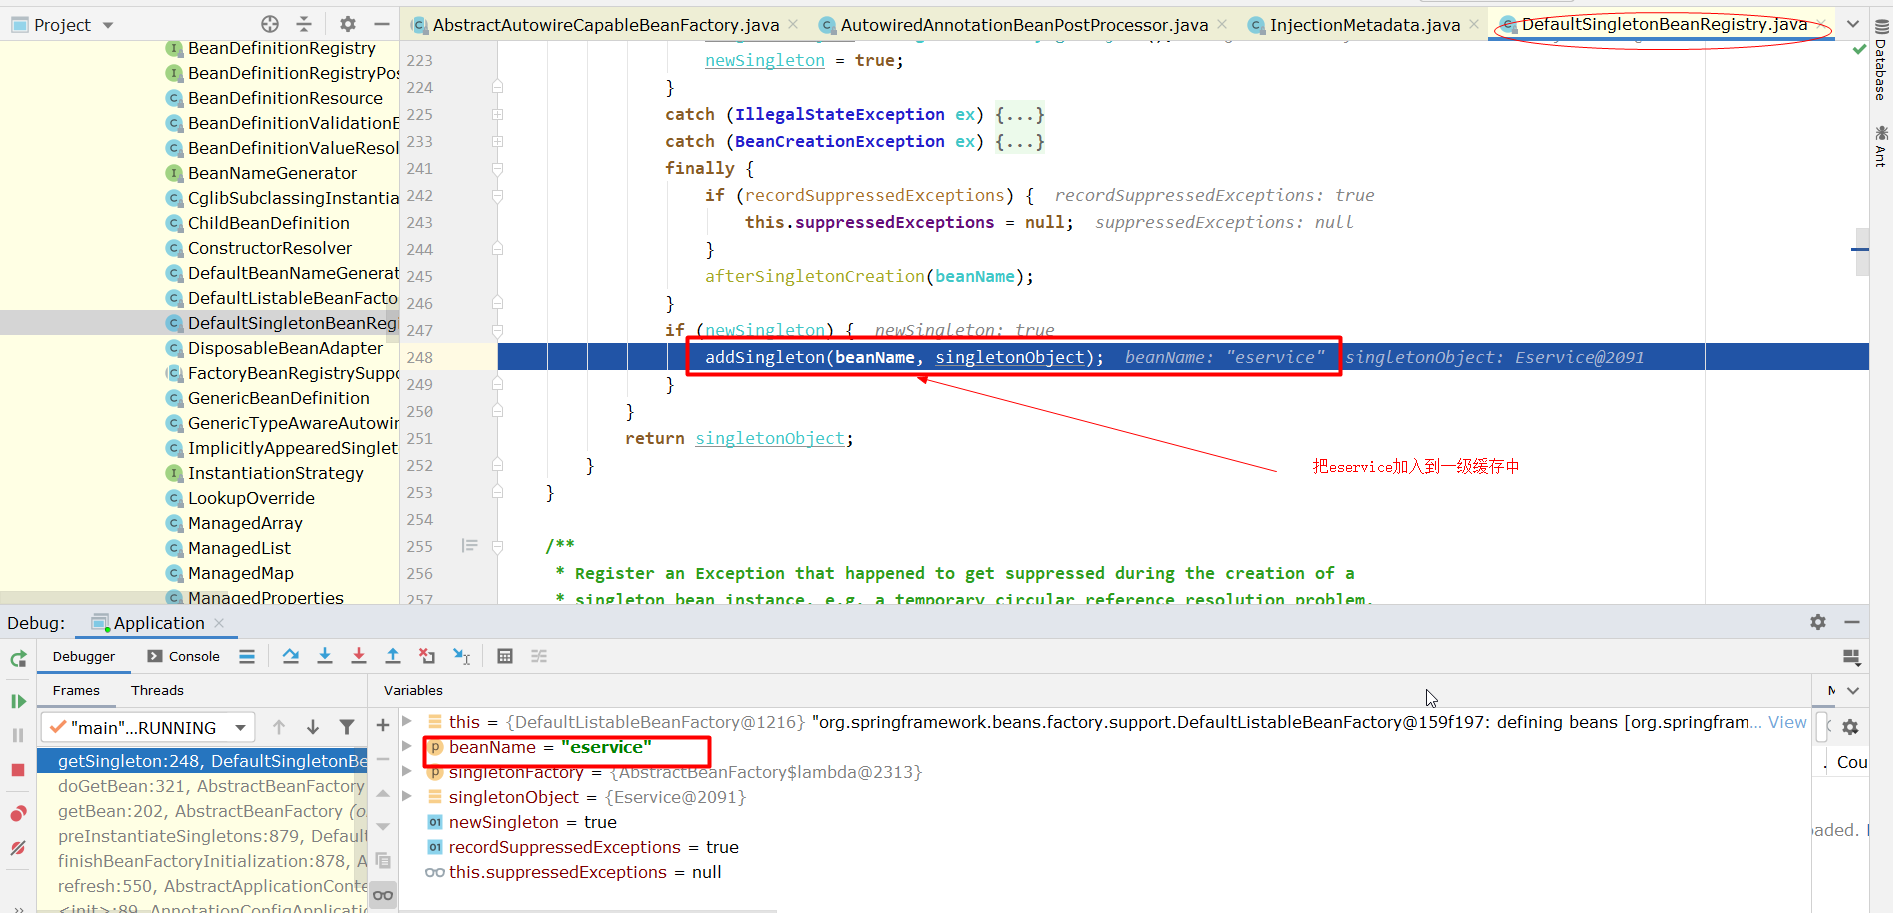 Project
AbstractAutowireCapableBeanFactory.java
AutowiredAnnotationBeanPostProcessor.java
InjectionMetadata.java
DefaultSingletonBeanRegistry.java
Database
Ant
BeanDefinitionRegistry
BeanDefinitionRegistryPos
BeanDefinitionResource
BeanDefinitionValidationE
BeanDefinitionValueResol
BeanNameGenerator
CglibSubclassingInstantia
ChildBeanDefinition
ConstructorResolver
DefaultBeanNameGenerat
DefaultListableBeanFacto
DefaultSingletonBeanRegi
DisposableBeanAdapter
FactoryBeanRegistrySuppo
GenericBeanDefinition
GenericTypeAwareAutowir
ImplicitlyAppearedSinglet
InstantiationStrategy
LookupOverride
ManagedArray
ManagedList
ManagedMap
ManagedProperties
223 newSingleton = true;
224 }
225 catch (IllegalStateException ex) {...}
233 catch (BeanCreationException ex) {...}
241 finally {
242 if (recordSuppressedExceptions) { recordSuppressedExceptions: true
243 this.suppressedExceptions = null; suppressedExceptions: null
244 }
245 afterSingletonCreation(beanName);
246 }
247 if (newSingleton) { newSingleton: true
248 addSingleton(beanName, singletonObject); beanName: "eservice" singletonObject: Eservice@2091
249 }
250 }
251 return singletonObject;
252 }
253 }
254
255 /**
256 * Register an Exception that happened to get suppressed during the creation of a
257 * singleton bean instance, e.g. a temporary circular reference resolution problem.
把eservice加入到一级缓存中
Debug: Application
Debugger Console
Frames Threads
Variables
"main"...RUNNING
getSingleton:248, DefaultSingletonBe
doGetBean:321, AbstractBeanFactory
getBean:202, AbstractBeanFactory (o
preInstantiateSingletons:879, Default
finishBeanFactoryInitialization:878, A
refresh:550, AbstractApplicationConte
<init>:89, AnnotationConfigApplicatio
this = {DefaultListableBeanFactory@1216} "org.springframework.beans.factory.support.DefaultListableBeanFactory@159f197: defining beans [org.springfram... View
beanName = "eservice"
singletonFactory = {AbstractBeanFactory$lambda@2313}
singletonObject = {Eservice@2091}
newSingleton = true
recordSuppressedExceptions = true
this.suppressedExceptions = null
Cou